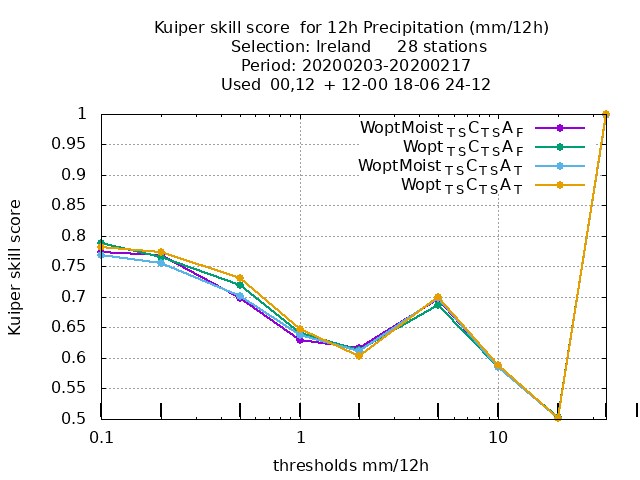 Kuiper skill score  for 12h Precipitation (mm/12h)
Selection: Ireland     28 stations
Period: 20200203-20200217
Used  00,12  + 12-00 18-06 24-12
WoptMoist TS C TS A F
Wopt TS C TS A F
WoptMoist TS C TS A T
Wopt TS C TS A T
Kuiper skill score
1
0.95
0.9
0.85
0.8
0.75
0.7
0.65
0.6
0.55
0.5
0.1 1 10
thresholds mm/12h